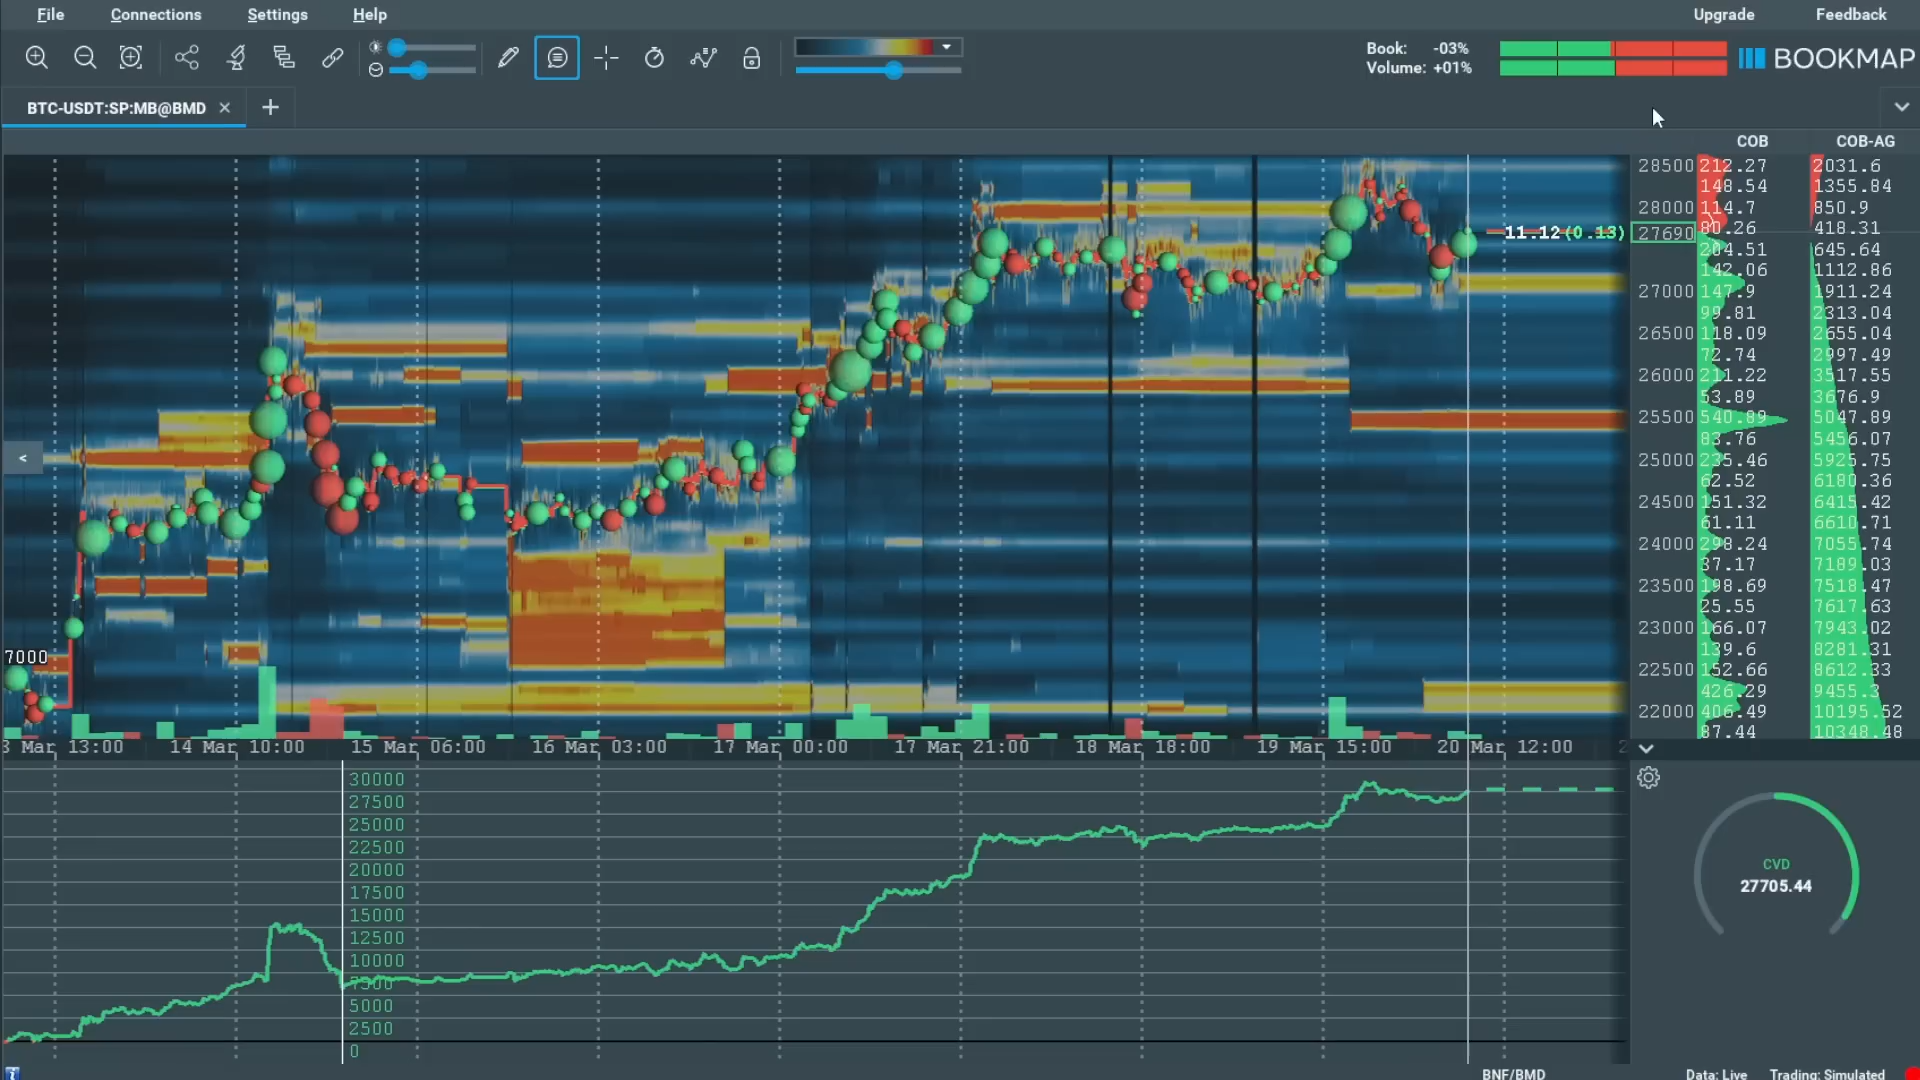 File Connections Settings Help Upgrade Feedback
Book: -03%
Volume: +01%
BOOKMAP
BTC-USDT:SP:MB@BMD × +
COB COB-AG
28500 212.27 2031.6
148.54 1355.84
28000 114.7 850.9
11.12(0.13) 27690 80.26 418.31
204.51 645.64
142.06 1112.86
27000 147.9 1911.24
99.81 2313.04
26500 118.09 2655.04
72.74 2997.49
26000 211.22 3517.55
53.89 3676.9
25500 540.89 5047.89
83.76 5456.07
<
25000 235.46 5925.75
62.52 6180.36
24500 151.32 6415.42
61.11 6610.71
24000 298.24 7055.74
37.17 7189.03
23500 198.69 7518.47
25.55 7617.63
23000 166.07 7943.02
139.6 8281.31
7000
22500 152.66 8612.33
426.29 9455.3
22000 406.49 10195.52
87.44 10348.48
3 Mar 13:00 14 Mar 10:00 15 Mar 06:00 16 Mar 03:00 17 Mar 00:00 17 Mar 21:00 18 Mar 18:00 19 Mar 15:00 20 Mar 12:00 2
30000
27500
25000
22500
20000
17500
15000
12500
10000
7500
5000
2500
0
CVD
27705.44
BNF/BMD Data: Live Trading: Simulated